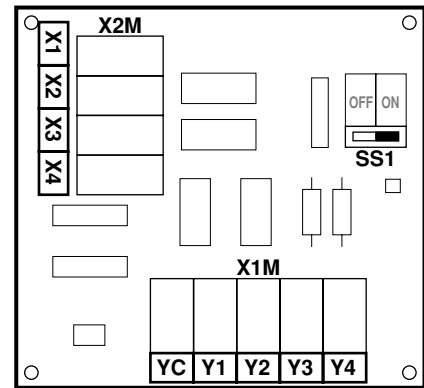 X2M
X1
X2
X3
X4
OFF ON
SS1
X1M
YC Y1 Y2 Y3 Y4